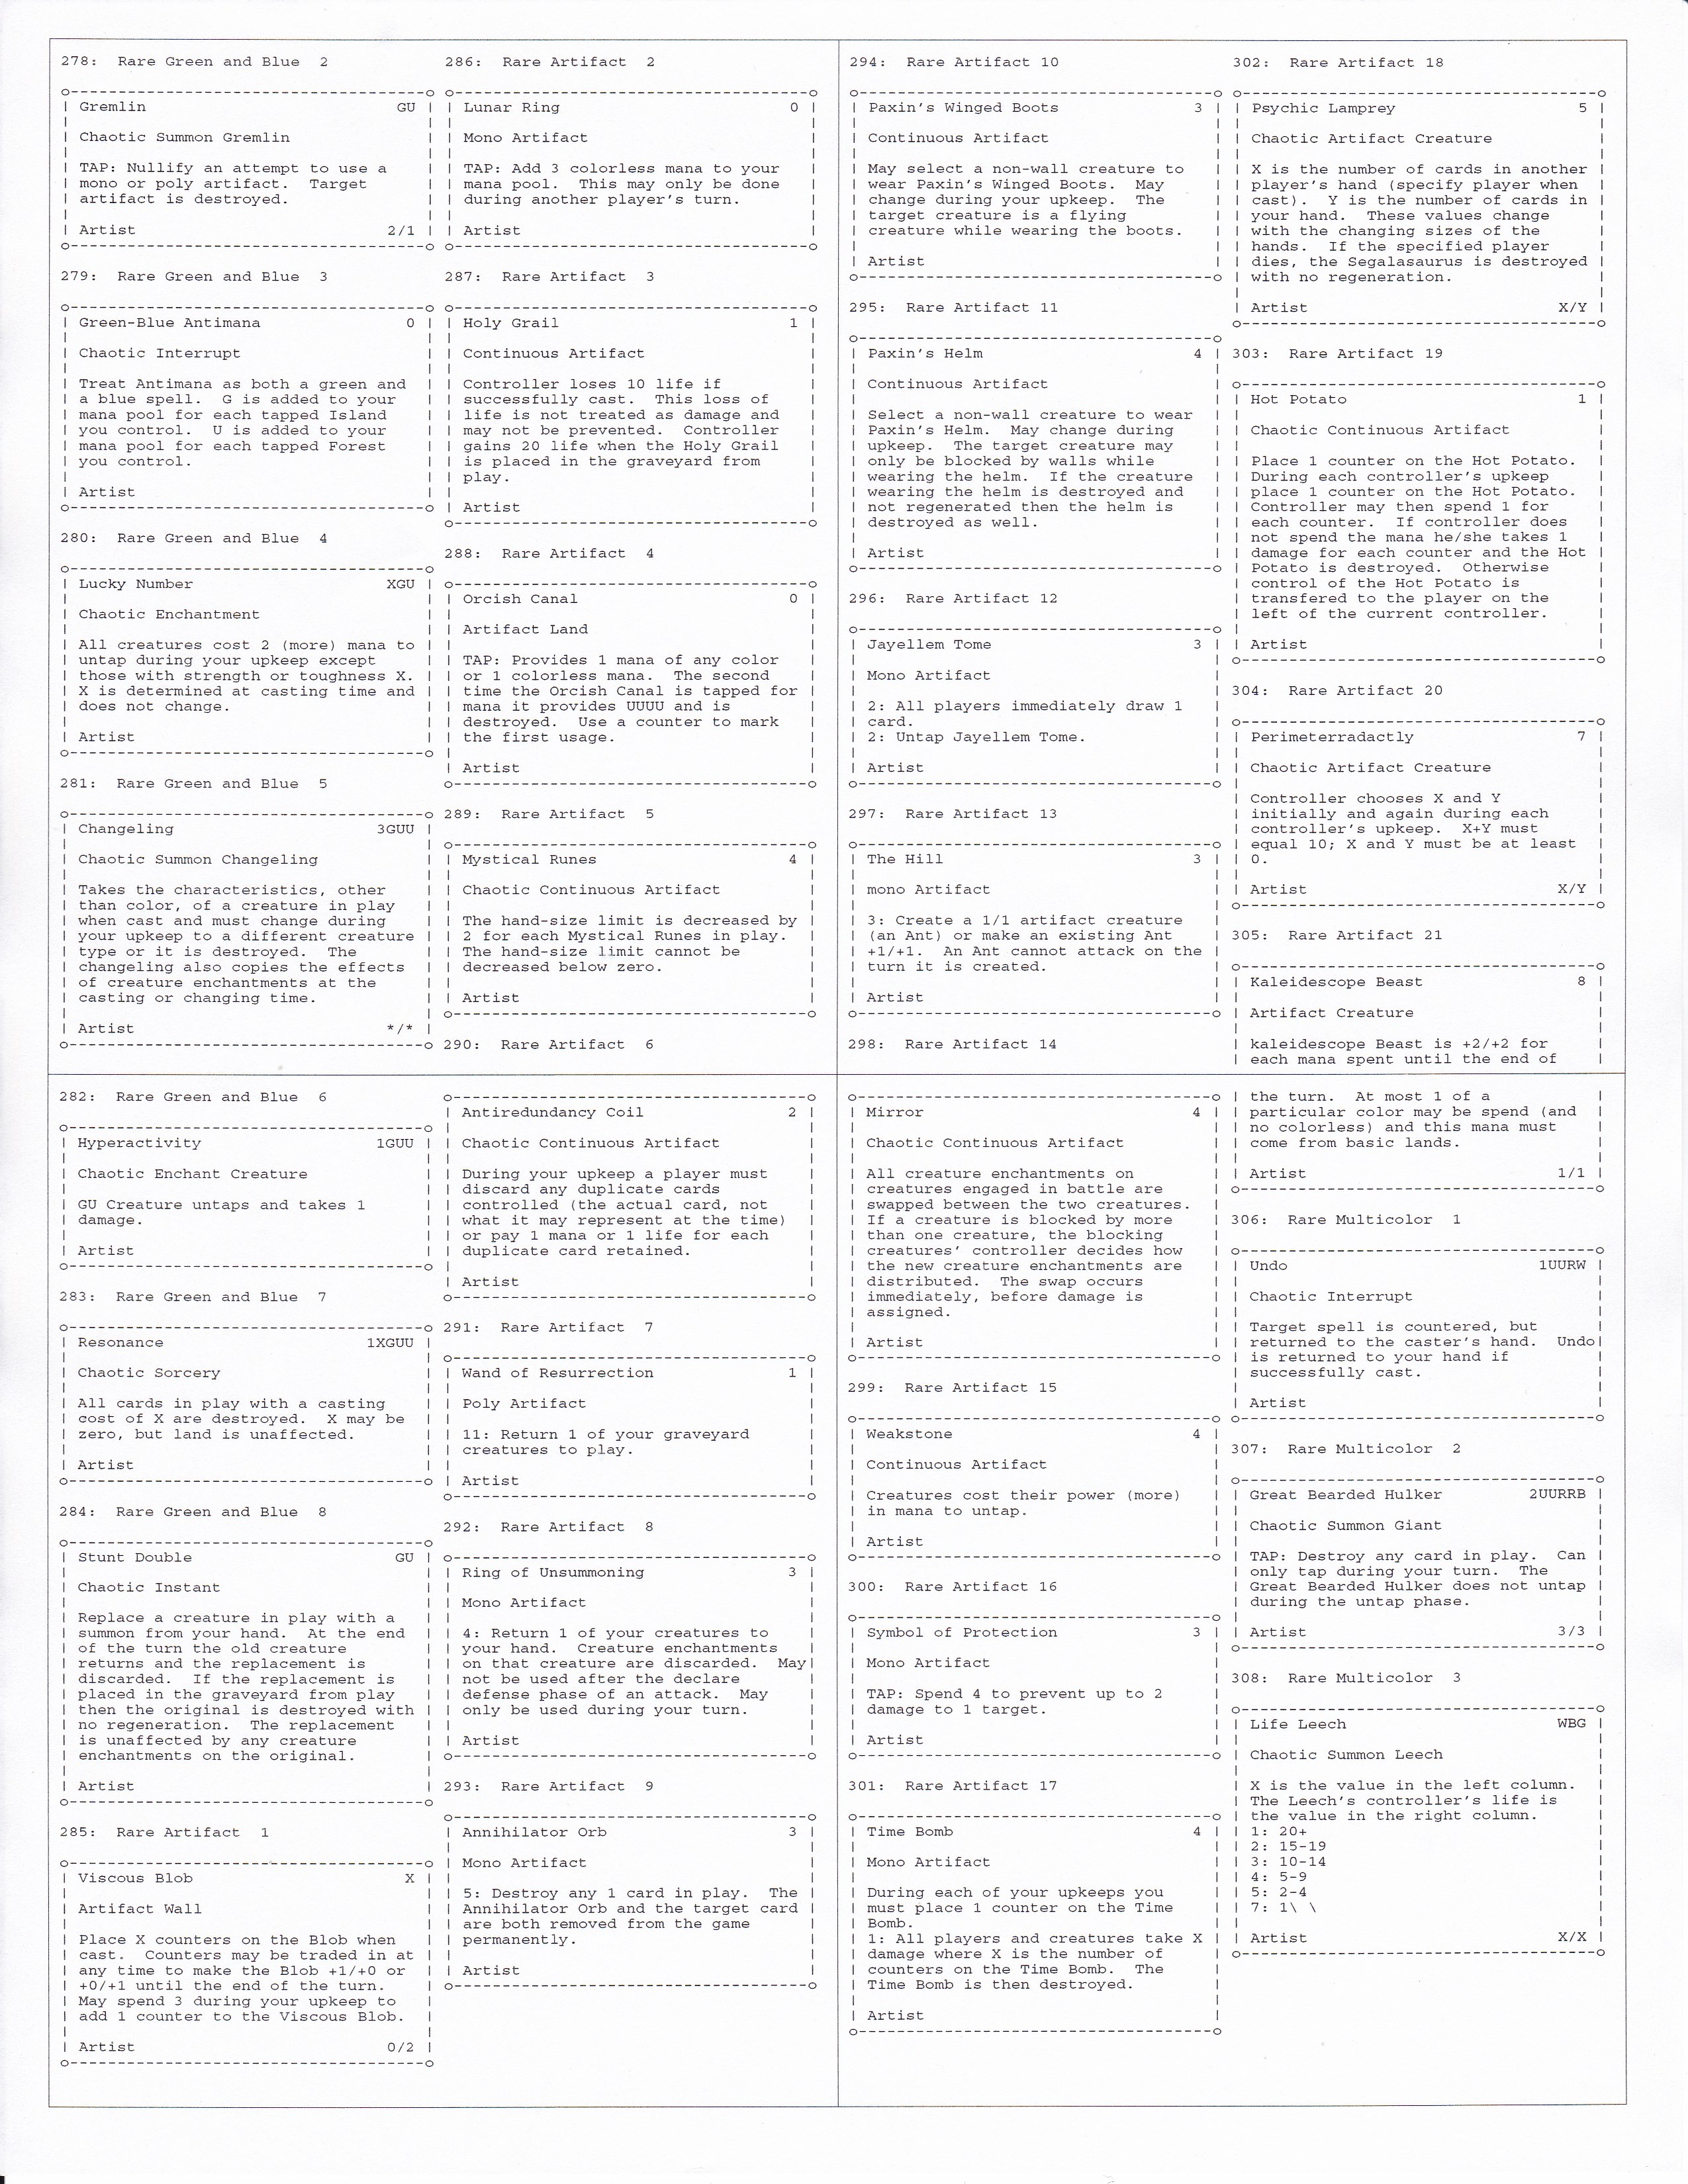 278: Rare Green and Blue 2
Gremlin GU
Chaotic Summon Gremlin
TAP: Nullify an attempt to use a
mono or poly artifact. Target
artifact is destroyed.
Artist 2/1
279: Rare Green and Blue 3
Green-Blue Antimana 0
Chaotic Interrupt
Treat Antimana as both a green and
a blue spell. G is added to your
mana pool for each tapped Island
you control. U is added to your
mana pool for each tapped Forest
you control.
Artist
280: Rare Green and Blue 4
Lucky Number XGU
Chaotic Enchantment
All creatures cost 2 (more) mana to
untap during your upkeep except
those with strength or toughness X.
X is determined at casting time and
does not change.
Artist
281: Rare Green and Blue 5
Changeling 3GUU
Chaotic Summon Changeling
Takes the characteristics, other
than color, of a creature in play
when cast and must change during
your upkeep to a different creature
type or it is destroyed. The
changeling also copies the effects
of creature enchantments at the
casting or changing time.
Artist */*
282: Rare Green and Blue 6
Hyperactivity 1GUU
Chaotic Enchant Creature
GU Creature untaps and takes 1
damage.
Artist
283: Rare Green and Blue 7
Resonance 1XGUU
Chaotic Sorcery
All cards in play with a casting
cost of X are destroyed. X may be
zero, but land is unaffected.
Artist
284: Rare Green and Blue 8
Stunt Double GU
Chaotic Instant
Replace a creature in play with a
summon from your hand. At the end
of the turn the old creature
returns and the replacement is
discarded. If the replacement is
placed in the graveyard from play
then the original is destroyed with
no regeneration. The replacement
is unaffected by any creature
enchantments on the original.
Artist
285: Rare Artifact 1
Viscous Blob X
Artifact Wall
Place X counters on the Blob when
cast. Counters may be traded in at
any time to make the Blob +1/+0 or
+0/+1 until the end of the turn.
May spend 3 during your upkeep to
add 1 counter to the Viscous Blob.
Artist 0/2
286: Rare Artifact 2
Lunar Ring 0
Mono Artifact
TAP: Add 3 colorless mana to your
mana pool. This may only be done
during another player's turn.
Artist
287: Rare Artifact 3
Holy Grail 1
Continuous Artifact
Controller loses 10 life if
successfully cast. This loss of
life is not treated as damage and
may not be prevented. Controller
gains 20 life when the Holy Grail
is placed in the graveyard from
play.
Artist
288: Rare Artifact 4
Orcish Canal 0
Artifact Land
TAP: Provides 1 mana of any color
or 1 colorless mana. The second
time the Orcish Canal is tapped for
mana it provides UUUU and is
destroyed. Use a counter to mark
the first usage.
Artist
289: Rare Artifact 5
Mystical Runes 4
Chaotic Continuous Artifact
The hand-size limit is decreased by
2 for each Mystical Runes in play.
The hand-size limit cannot be
decreased below zero.
Artist
290: Rare Artifact 6
Antiredundancy Coil 2
Chaotic Continuous Artifact
During your upkeep a player must
discard any duplicate cards
controlled (the actual card, not
what it may represent at the time)
or pay 1 mana or 1 life for each
duplicate card retained.
Artist
291: Rare Artifact 7
Wand of Resurrection 1
Poly Artifact
11: Return 1 of your graveyard
creatures to play.
Artist
292: Rare Artifact 8
Ring of Unsummoning 3
Mono Artifact
4: Return 1 of your creatures to
your hand. Creature enchantments
on that creature are discarded. May
not be used after the declare
defense phase of an attack. May
only be used during your turn.
Artist
293: Rare Artifact 9
Annihilator Orb 3
Mono Artifact
5: Destroy any 1 card in play. The
Annihilator Orb and the target card
are both removed from the game
permanently.
Artist
294: Rare Artifact 10
Paxin's Winged Boots 3
Continuous Artifact
May select a non-wall creature to
wear Paxin's Winged Boots. May
change during your upkeep. The
target creature is a flying
creature while wearing the boots.
Artist
295: Rare Artifact 11
Paxin's Helm 4
Continuous Artifact
Select a non-wall creature to wear
Paxin's Helm. May change during
upkeep. The target creature may
only be blocked by walls while
wearing the helm. If the creature
wearing the helm is destroyed and
not regenerated then the helm is
destroyed as well.
Artist
296: Rare Artifact 12
Jayellem Tome 3
Mono Artifact
2: All players immediately draw 1
card.
2: Untap Jayellem Tome.
Artist
297: Rare Artifact 13
The Hill 3
mono Artifact
3: Create a 1/1 artifact creature
(an Ant) or make an existing Ant
+1/+1. An Ant cannot attack on the
turn it is created.
Artist
298: Rare Artifact 14
Mirror 4
Chaotic Continuous Artifact
All creature enchantments on
creatures engaged in battle are
swapped between the two creatures.
If a creature is blocked by more
than one creature, the blocking
creatures' controller decides how
the new creature enchantments are
distributed. The swap occurs
immediately, before damage is
assigned.
Artist
299: Rare Artifact 15
Weakstone 4
Continuous Artifact
Creatures cost their power (more)
in mana to untap.
Artist
300: Rare Artifact 16
Symbol of Protection 3
Mono Artifact
TAP: Spend 4 to prevent up to 2
damage to 1 target.
Artist
301: Rare Artifact 17
Time Bomb 4
Mono Artifact
During each of your upkeeps you
must place 1 counter on the Time
Bomb.
1: All players and creatures take X
damage where X is the number of
counters on the Time Bomb. The
Time Bomb is then destroyed.
Artist
302: Rare Artifact 18
Psychic Lamprey 5
Chaotic Artifact Creature
X is the number of cards in another
player's hand (specify player when
cast). Y is the number of cards in
your hand. These values change
with the changing sizes of the
hands. If the specified player
dies, the Segalasaurus is destroyed
with no regeneration.
Artist X/Y
303: Rare Artifact 19
Hot Potato 1
Chaotic Continuous Artifact
Place 1 counter on the Hot Potato.
During each controller's upkeep
place 1 counter on the Hot Potato.
Controller may then spend 1 for
each counter. If controller does
not spend the mana he/she takes 1
damage for each counter and the Hot
Potato is destroyed. Otherwise
control of the Hot Potato is
transfered to the player on the
left of the current controller.
Artist
304: Rare Artifact 20
Perimeterradactly 7
Chaotic Artifact Creature
Controller chooses X and Y
initially and again during each
controller's upkeep. X+Y must
equal 10; X and Y must be at least
0.
Artist X/Y
305: Rare Artifact 21
Kaleidescope Beast 8
Artifact Creature
kaleidescope Beast is +2/+2 for
each mana spent until the end of
the turn. At most 1 of a
particular color may be spend (and
no colorless) and this mana must
come from basic lands.
Artist 1/1
306: Rare Multicolor 1
Undo 1UURW
Chaotic Interrupt
Target spell is countered, but
returned to the caster's hand. Undo
is returned to your hand if
successfully cast.
Artist
307: Rare Multicolor 2
Great Bearded Hulker 2UURRB
Chaotic Summon Giant
TAP: Destroy any card in play. Can
only tap during your turn. The
Great Bearded Hulker does not untap
during the untap phase.
Artist 3/3
308: Rare Multicolor 3
Life Leech WBG
Chaotic Summon Leech
X is the value in the left column.
The Leech's controller's life is
the value in the right column.
1: 20+
2: 15-19
3: 10-14
4: 5-9
5: 2-4
7: 1\ \
Artist X/X